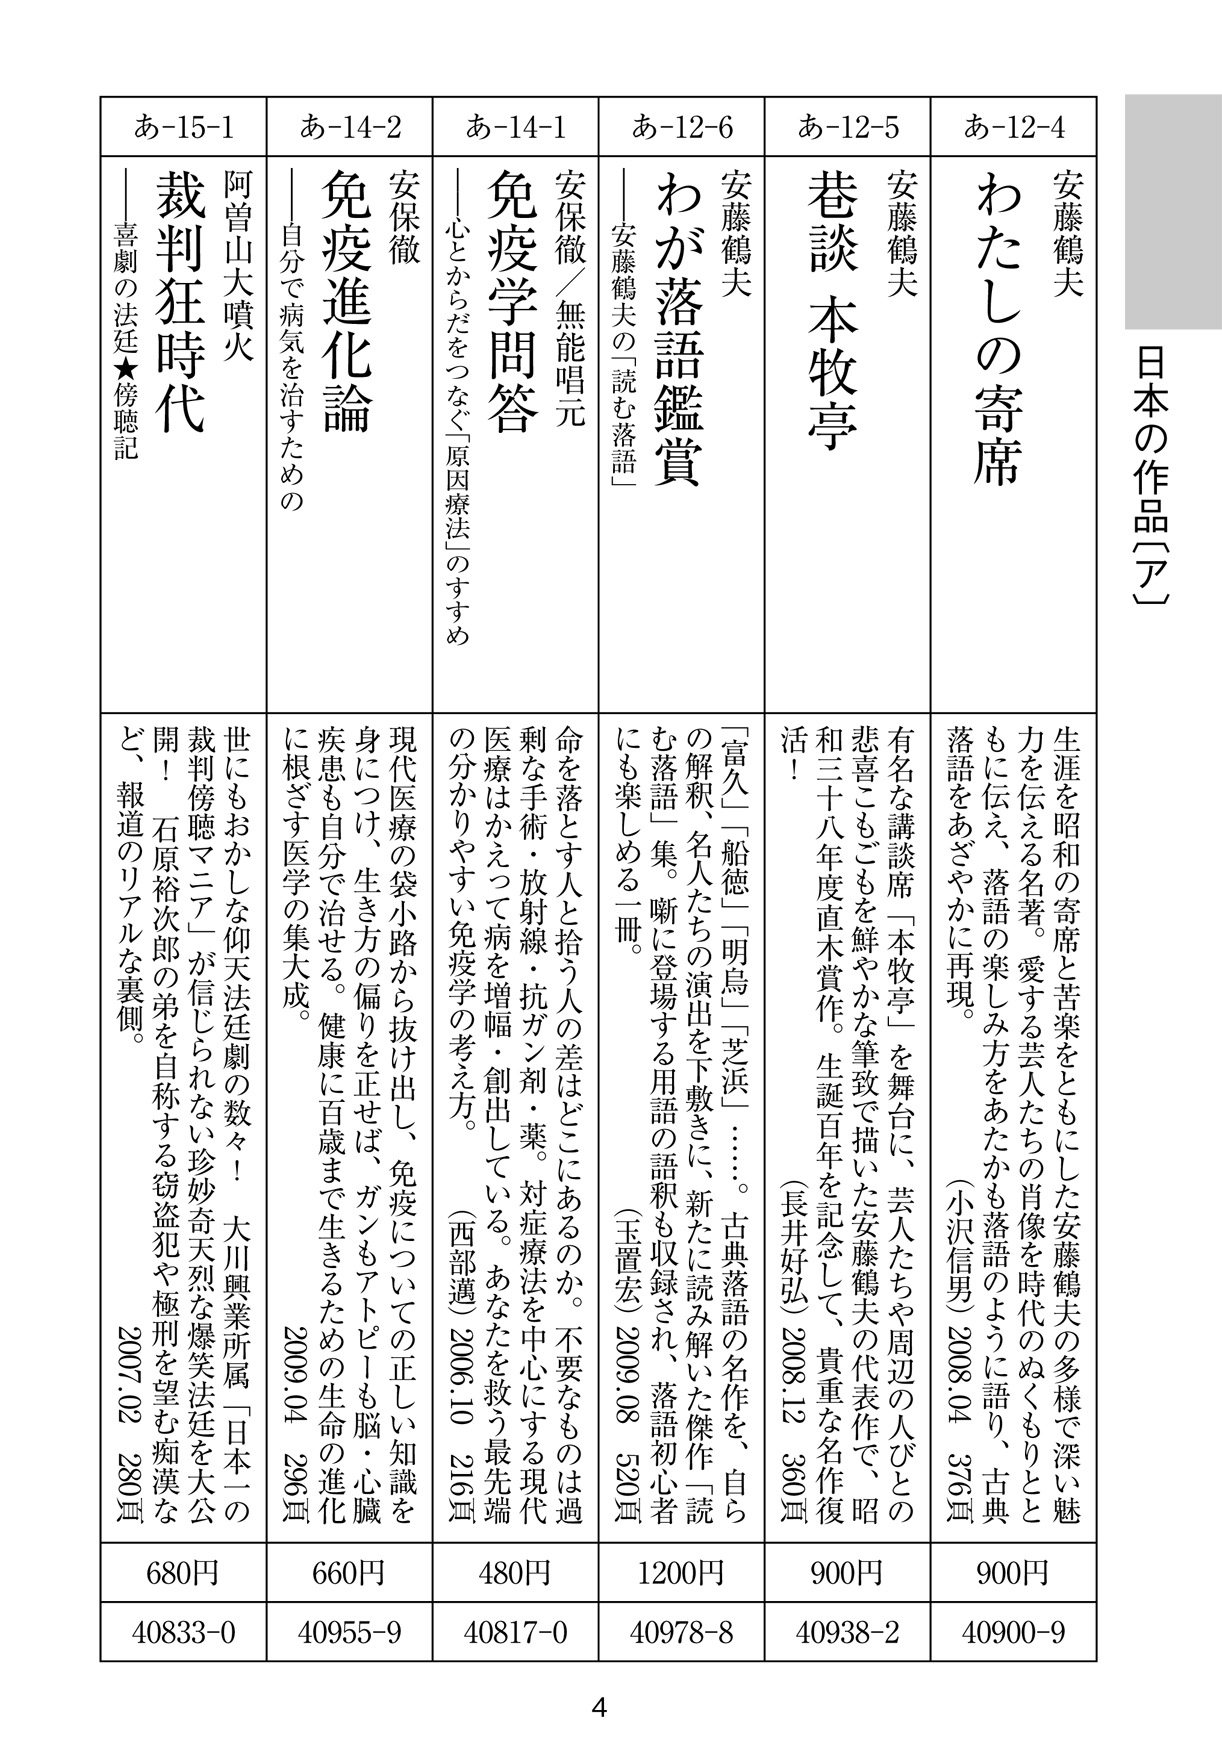 日本の作品〔ア〕
あ-12-4
安藤鶴夫
わたしの寄席
生涯を昭和の寄席と苦楽をともにした安藤鶴夫の多様で深い魅
力を伝える名著。愛する芸人たちの肖像を時代のぬくもりとと
もに伝え、落語の楽しみ方をあたかも落語のように語り、古典
落語をあざやかに再現。（小沢信男）2008.04　376頁
900円
40900-9
あ-12-5
安藤鶴夫
巷談 本牧亭
有名な講談席「本牧亭」を舞台に、芸人たちや周辺の人びとの
悲喜こもごもを鮮やかな筆致で描いた安藤鶴夫の代表作で、昭
和三十八年度直木賞作。生誕百年を記念して、貴重な名作復
活！（長井好弘）2008.12　360頁
900円
40938-2
あ-12-6
安藤鶴夫
わが落語鑑賞
――安藤鶴夫の「読む落語」
「富久」「船徳」「明烏」「芝浜」……。古典落語の名作を、自ら
の解釈、名人たちの演出を下敷きに、新たに読み解いた傑作「読
む落語」集。噺に登場する用語の語釈も収録され、落語初心者
にも楽しめる一冊。（玉置宏）2009.08　520頁
1200円
40978-8
あ-14-1
安保徹／無能唱元
免疫学問答
――心とからだをつなぐ「原因療法」のすすめ
命を落とす人と拾う人の差はどこにあるのか。不要なものは過
剰な手術・放射線・抗ガン剤・薬。対症療法を中心にする現代
医療はかえって病を増幅・創出している。あなたを救う最先端
の分かりやすい免疫学の考え方。（西部邁）2006.10　216頁
480円
40817-0
あ-14-2
安保徹
免疫進化論
――自分で病気を治すための
現代医療の袋小路から抜け出し、免疫についての正しい知識を
身につけ、生き方の偏りを正せば、ガンもアトピーも脳・心臓
疾患も自分で治せる。健康に百歳まで生きるための生命の進化
に根ざす医学の集大成。2009.04　296頁
660円
40955-9
あ-15-1
阿曽山大噴火
裁判狂時代
――喜劇の法廷★傍聴記
世にもおかしな仰天法廷劇の数々！　大川興業所属「日本一の
裁判傍聴マニア」が信じられない珍妙奇天烈な爆笑法廷を大公
開！　石原裕次郎の弟を自称する窃盗犯や極刑を望む痴漢な
ど、報道のリアルな裏側。2007.02　280頁
680円
40833-0
4